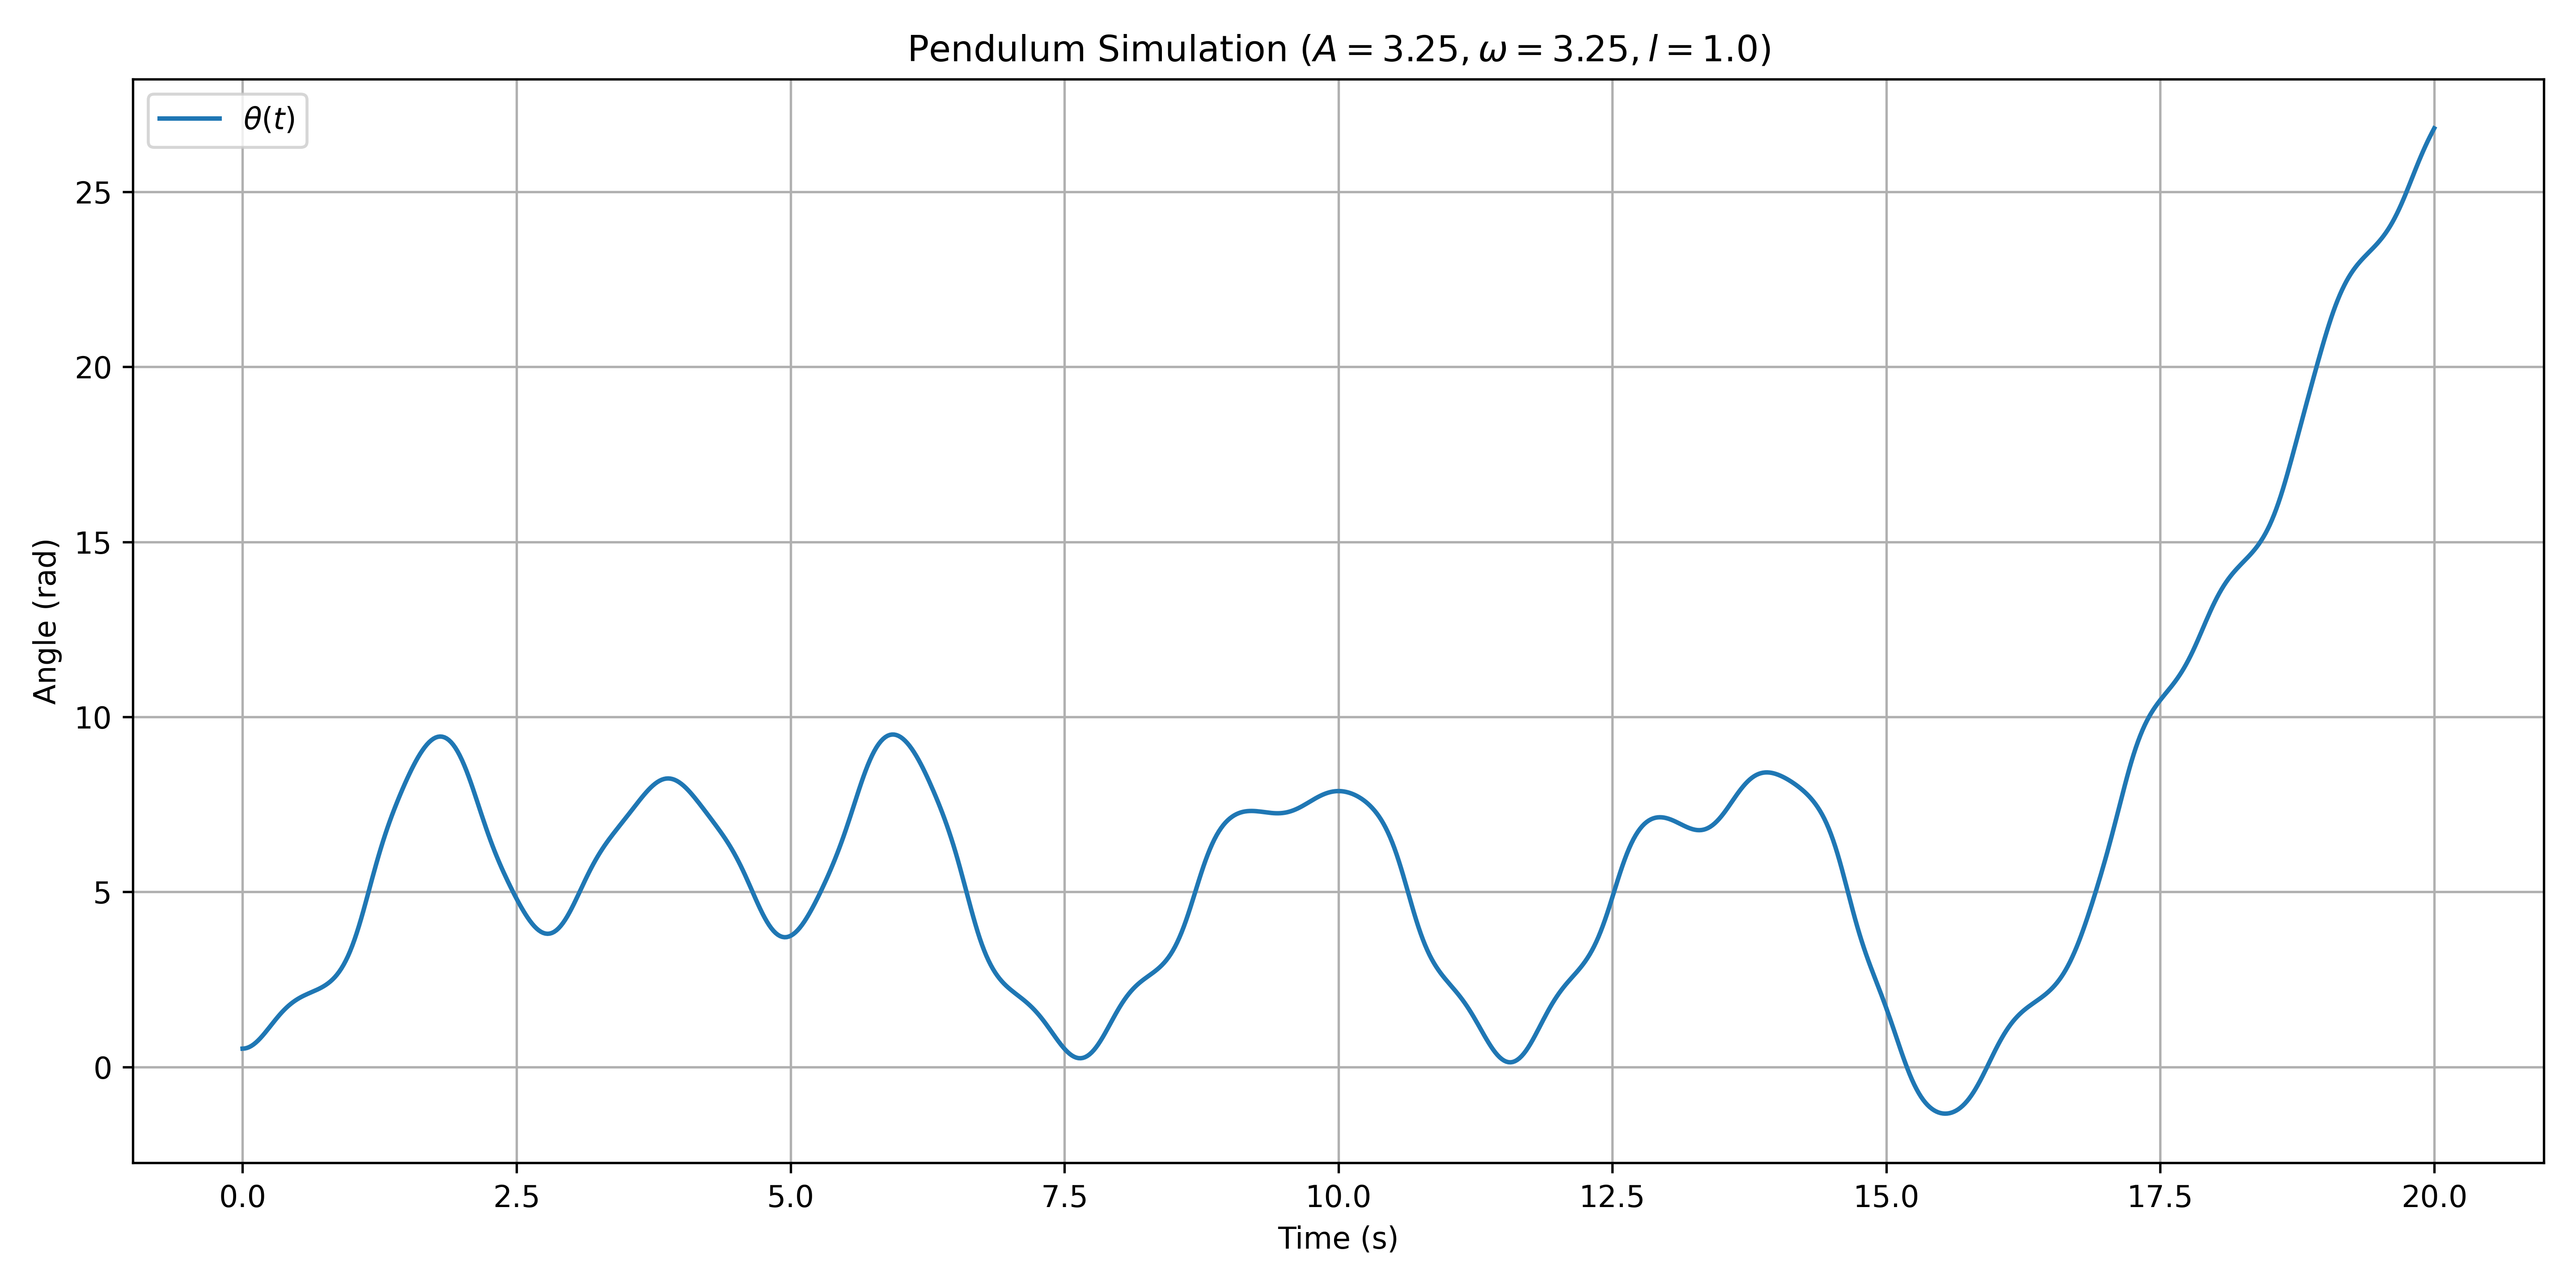 Pendulum Simulation (A = 3.25, ω = 3.25, l = 1.0)
θ(t)
Angle (rad)
25
20
15
10
5
0
0.0 2.5 5.0 7.5 10.0 12.5 15.0 17.5 20.0
Time (s)